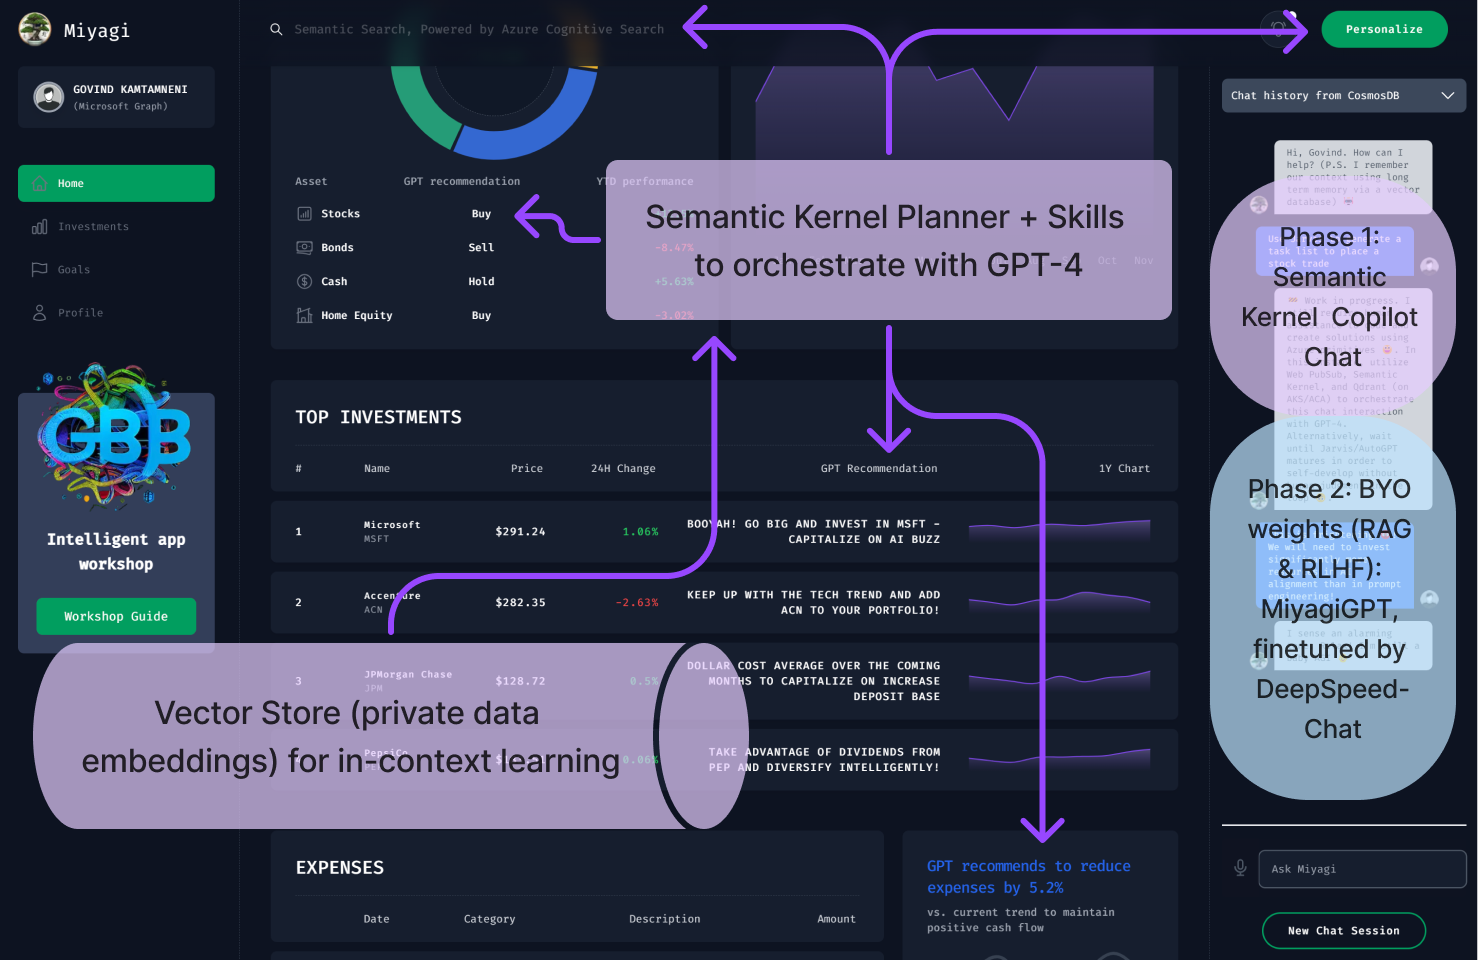 Miyagi
Semantic Search, Powered by Azure Cognitive Search
Personalize
GOVIND KAMTAMNENI
(Microsoft Graph)
Home
Investments
Goals
Profile
GBB
Intelligent app
workshop
Workshop Guide
Asset GPT recommendation YTD performance
Stocks Buy
Bonds Sell -8.47%
Cash Hold +5.63%
Home Equity Buy -3.02%
Oct Nov
Semantic Kernel Planner + Skills
to orchestrate with GPT-4
TOP INVESTMENTS
# Name Price 24H Change GPT Recommendation 1Y Chart
1 Microsoft $291.24 1.06% BOOYAH! GO BIG AND INVEST IN MSFT -
MSFT CAPITALIZE ON AI BUZZ
2 Accenture $282.35 -2.63% KEEP UP WITH THE TECH TREND AND ADD
ACN ACN TO YOUR PORTFOLIO!
3 JPMorgan Chase $128.72 0.5% DOLLAR COST AVERAGE OVER THE COMING
JPM MONTHS TO CAPITALIZE ON INCREASE
DEPOSIT BASE
PepsiCo 0.06% TAKE ADVANTAGE OF DIVIDENDS FROM
PEP AND DIVERSIFY INTELLIGENTLY!
Vector Store (private data
embeddings) for in-context learning
EXPENSES
Date Category Description Amount
GPT recommends to reduce
expenses by 5.2%
vs. current trend to maintain
positive cash flow
Chat history from CosmosDB
Hi, Govind. How can I
help? (P.S. I remember
our context using long
term memory via a vector
database)
task list to place a
stock trade
Work in progress. I
create solutions using
utilize
Web PubSub, Semantic
Kernel, and Qdrant (on
AKS/ACA) to orchestrate
this chat interaction
with GPT-4.
Alternatively, wait
until Jarvis/AutoGPT
matures in order to
self-develop without
We will need to invest
alignment than in prompt
engineering!
I sense an alarming
Phase 1:
Semantic
Kernel Copilot
Chat
Phase 2: BYO
weights (RAG
& RLHF):
MiyagiGPT,
finetuned by
DeepSpeed-
Chat
Ask Miyagi
New Chat Session